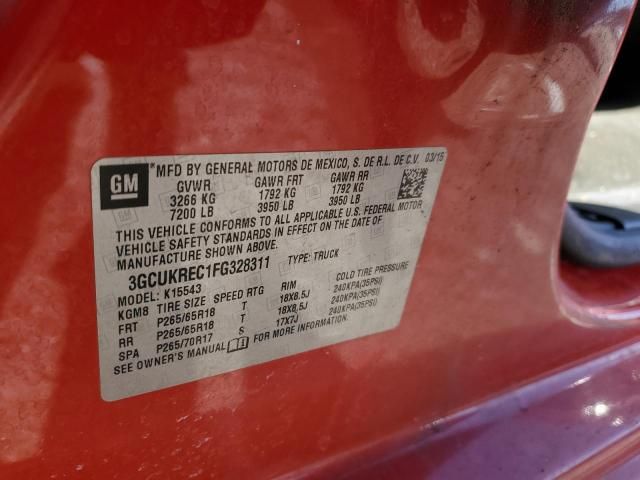 GM
*MFD BY GENERAL MOTORS DE MEXICO, S. DE R.L. DE C.V. 03/15
GVWR GAWR FRT GAWR RR
3266 KG 1792 KG 1792 KG
7200 LB 3950 LB 3950 LB
THIS VEHICLE CONFORMS TO ALL APPLICABLE U.S. FEDERAL MOTOR
VEHICLE SAFETY STANDARDS IN EFFECT ON THE DATE OF
MANUFACTURE SHOWN ABOVE.
3GCUKREC1FG328311 TYPE: TRUCK
MODEL: K15543
KGM8 TIRE SIZE SPEED RTG RIM COLD TIRE PRESSURE
FRT P265/65R18 T 18X8.5J 240KPA(35PSI)
RR P265/65R18 T 18X8.5J 240KPA(35PSI)
SPA P265/70R17 S 17X7J 240KPA(35PSI)
SEE OWNER'S MANUAL FOR MORE INFORMATION.